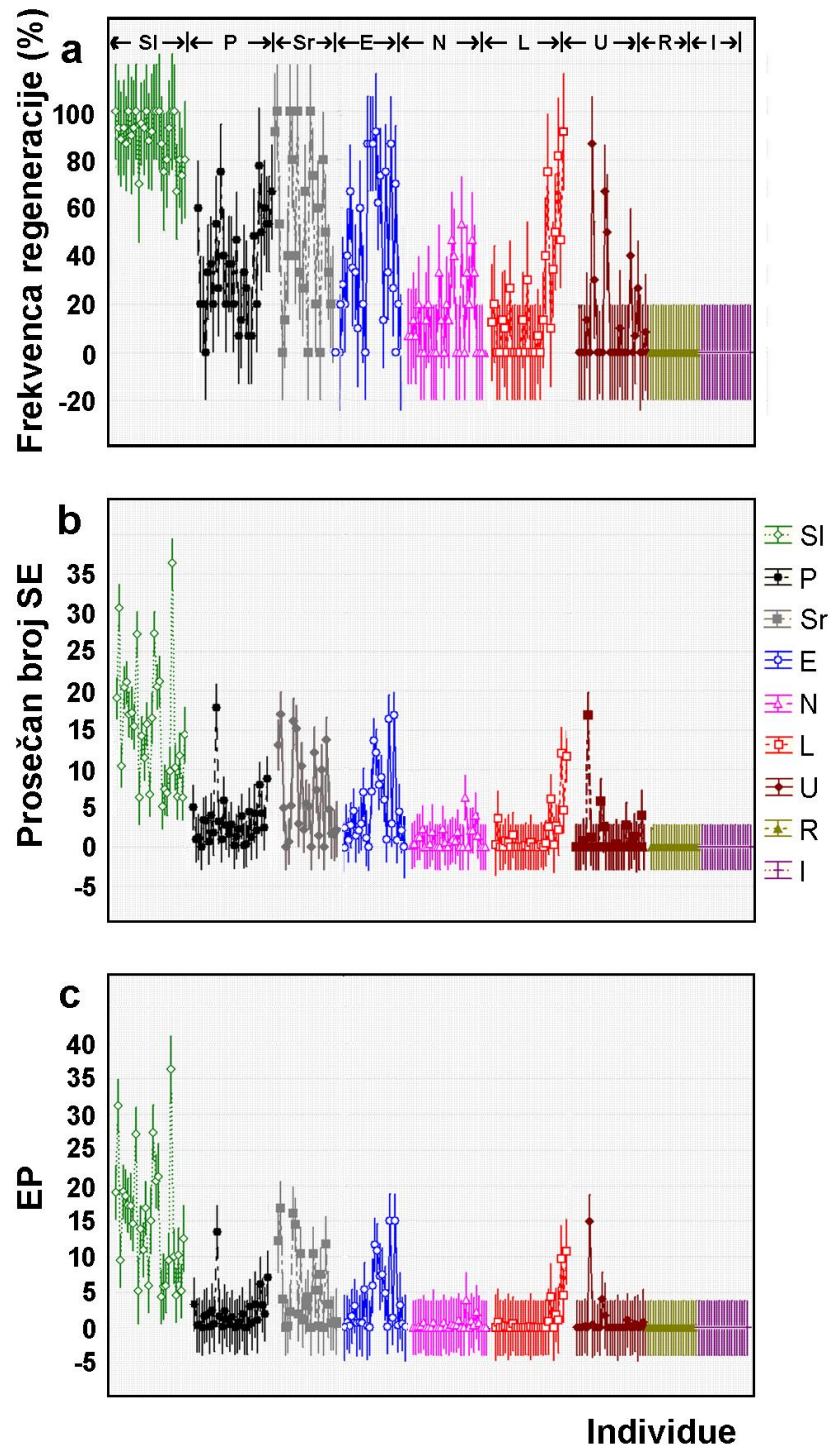 a
Sl P Sr E N L U R I
Frekvenca regeneracije (%)
100
80
60
40
20
0
-20
b
Prosečan broj SE
35
30
25
20
15
10
5
0
-5
Sl
P
Sr
E
N
L
U
R
I
c
EP
40
35
30
25
20
15
10
5
0
-5
Individue